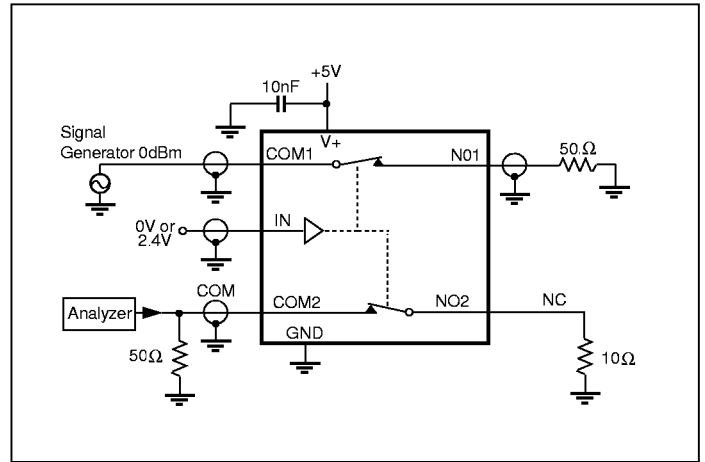 +5V
10nF
V+
Signal
Generator 0dBm
COM1
N01
50Ω
0V or
2.4V
IN
COM
COM2
NO2
NC
Analyzer
50Ω
GND
10Ω